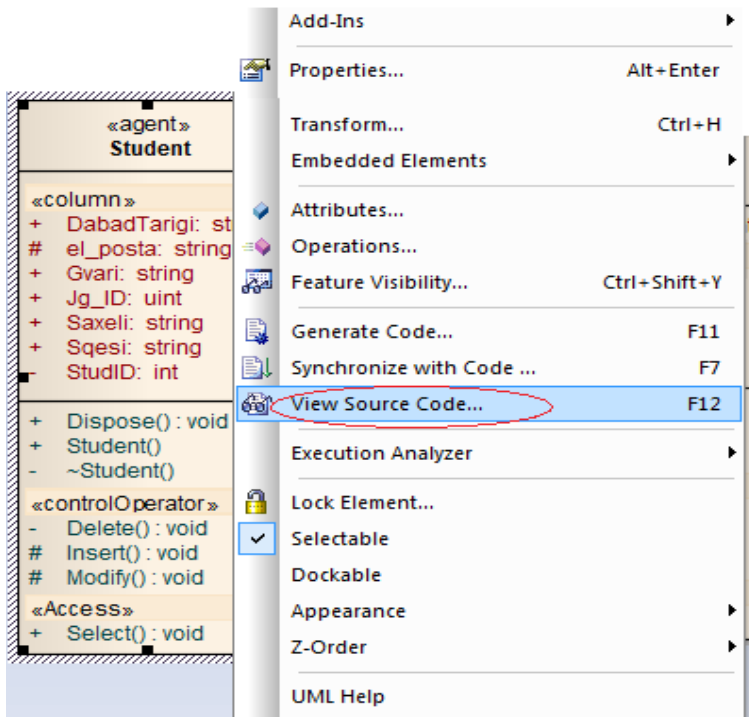 «agent»
Student
«column»
+ DabadTarigi: st
# el_posta: string
+ Gvari: string
+ Jg_ID: uint
+ Saxeli: string
+ Sqesi: string
- StudID: int
+ Dispose() : void
+ Student()
- ~Student()
«controlOperator»
- Delete() : void
# Insert() : void
# Modify() : void
«Access»
+ Select() : void
Add-Ins
Properties... Alt+Enter
Transform... Ctrl+H
Embedded Elements
Attributes...
Operations...
Feature Visibility... Ctrl+Shift+Y
Generate Code... F11
Synchronize with Code ... F7
View Source Code... F12
Execution Analyzer
Lock Element...
Selectable
Dockable
Appearance
Z-Order
UML Help